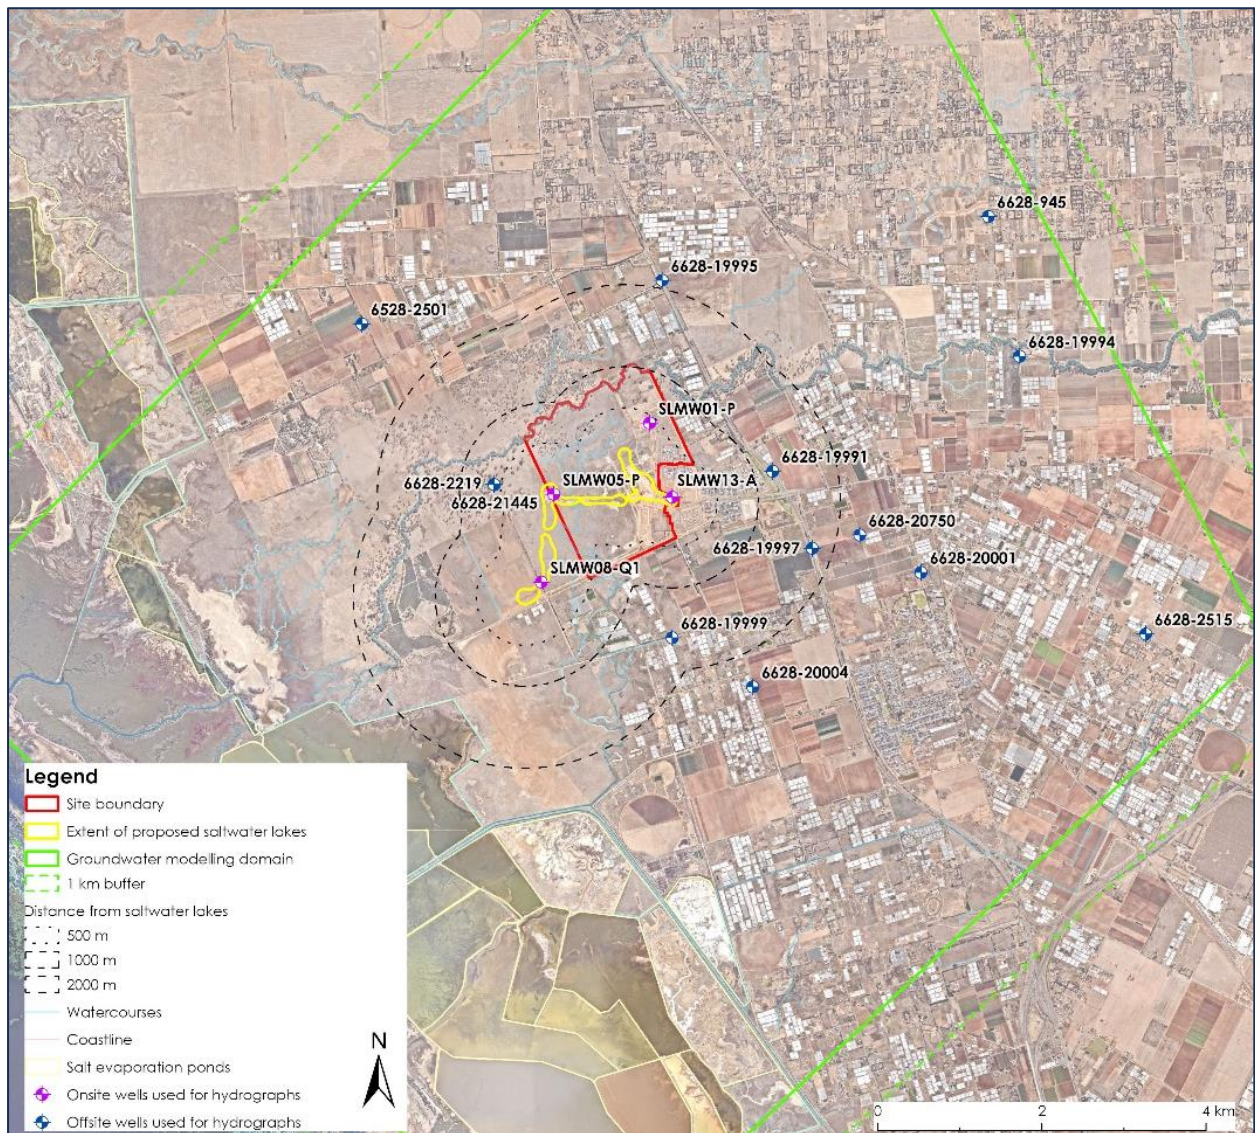 6628-945
6628-19995
6528-2501
6628-19994
SLMW01-P
6628-19991
6628-2219
SLMW05-P
SLMW13-A
6628-21445
6628-20750
6628-19997
6628-20001
SLMW08-Q1
6628-19999
6628-2515
6628-20004
Legend
Site boundary
Extent of proposed saltwater lakes
Groundwater modelling domain
1 km buffer
Distance from saltwater lakes
500 m
1000 m
2000 m
Watercourses
Coastline
Salt evaporation ponds
Onsite wells used for hydrographs
Offsite wells used for hydrographs
N
0 2 4 km